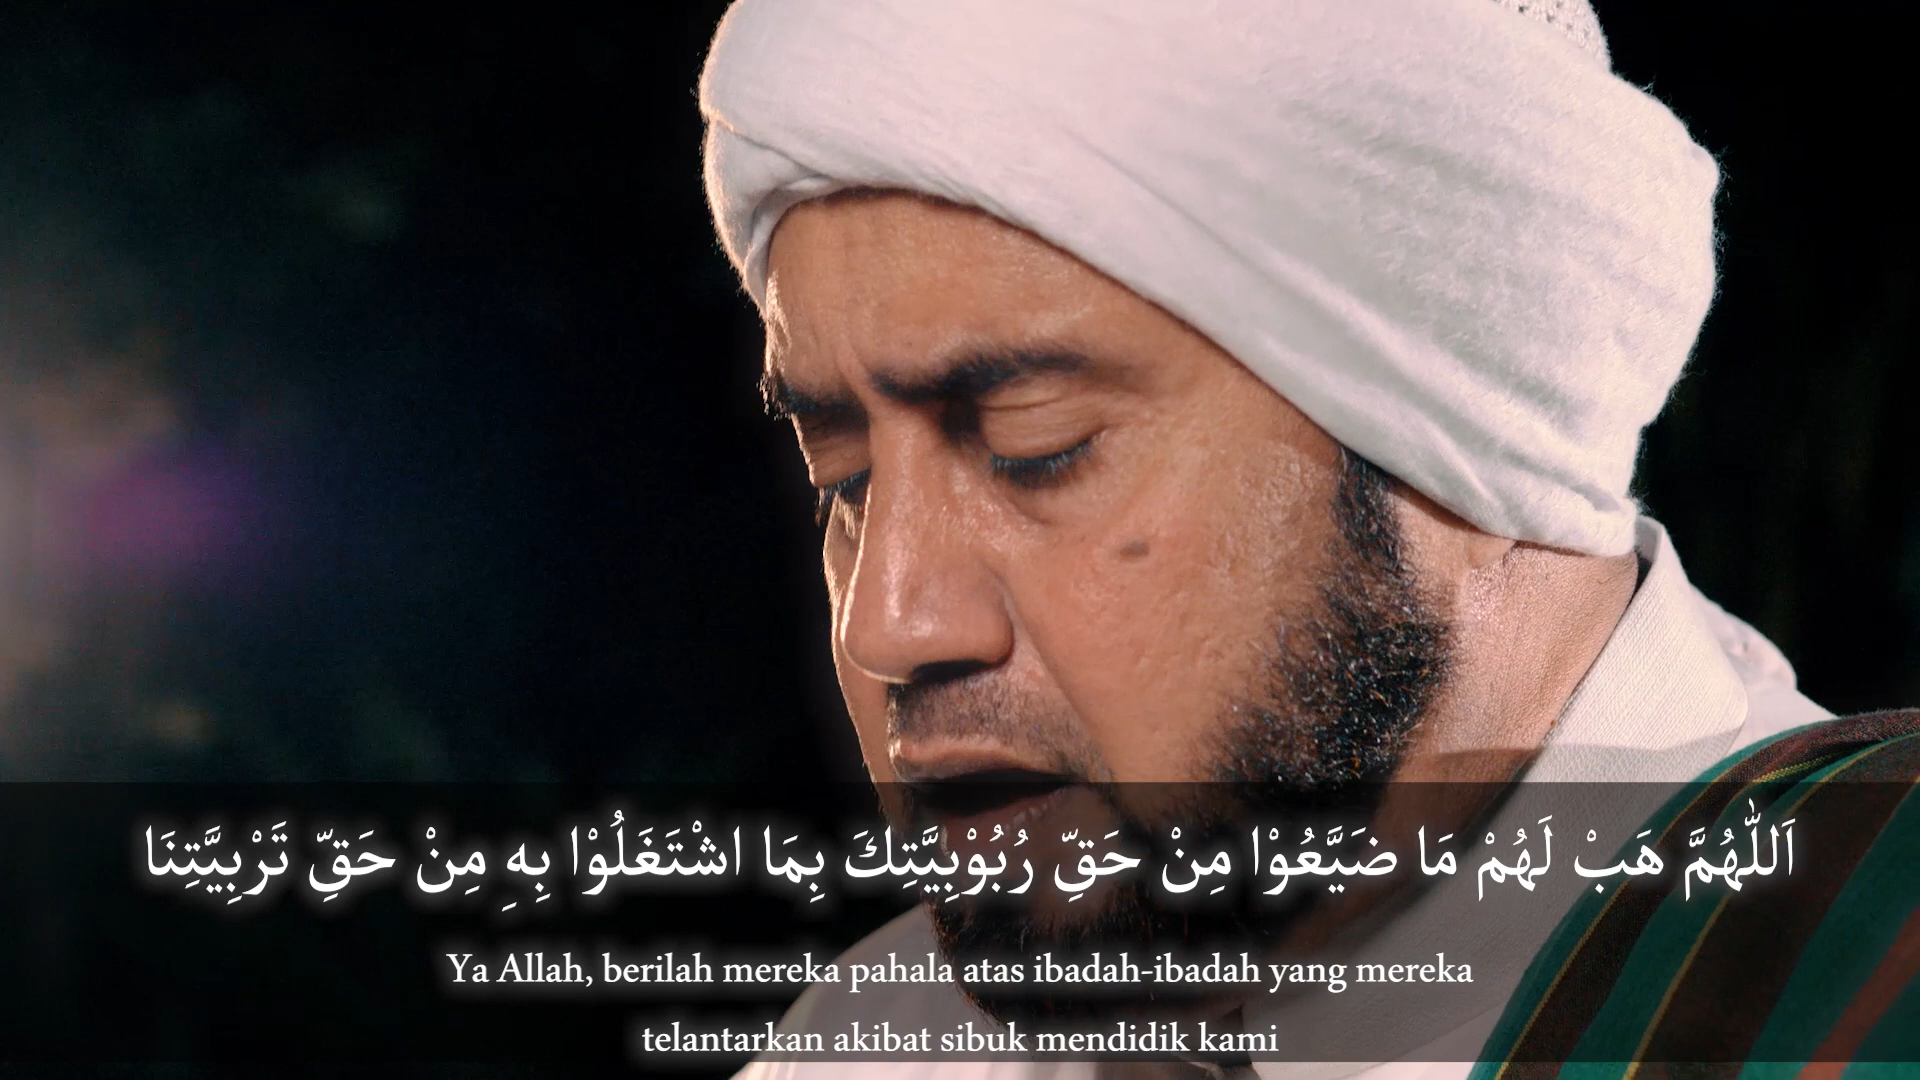 اَللّٰهُمَّ هَبْ لَهُمْ مَا ضَيَّعُوْا مِنْ حَقِّ رُبُوْبِيَّتِكَ بِمَا اشْتَغَلُوْا بِهِ مِنْ حَقِّ تَرْبِيَّتِنَا
Ya Allah, berilah mereka pahala atas ibadah-ibadah yang mereka
telantarkan akibat sibuk mendidik kami